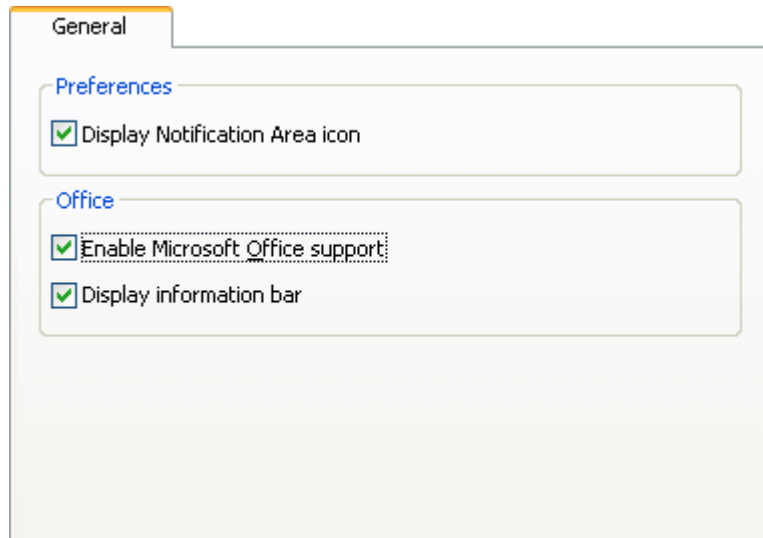 General
Preferences
Display Notification Area icon
Office
Enable Microsoft Office support
Display information bar